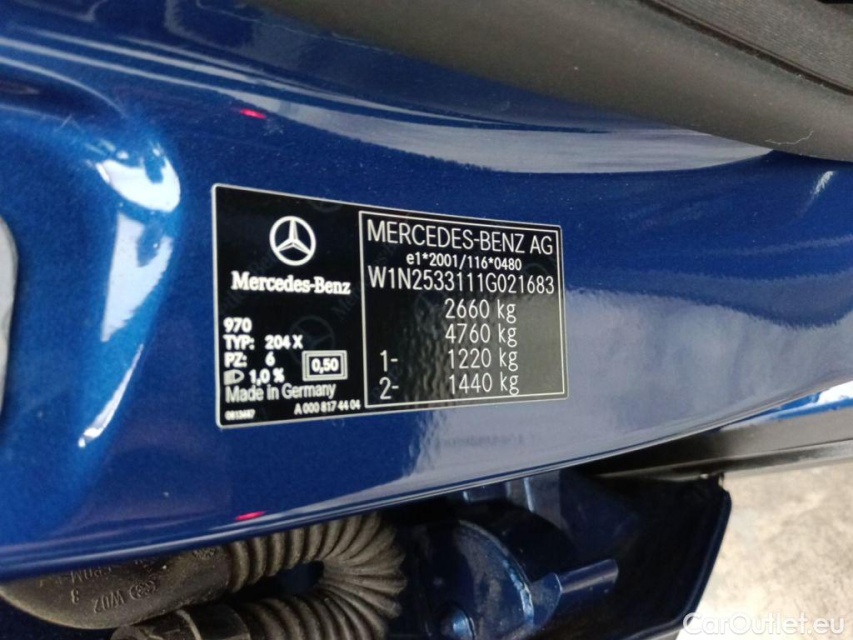 Mercedes-Benz
970
TYP: 204 X
PZ: 6
1,0 %
0,50
Made in Germany
A 000 817 44 04
MERCEDES-BENZ AG
e1*2001/116*0480
W1N2533111G021683
2660 kg
4760 kg
1- 1220 kg
2- 1440 kg
CarOutlet.eu